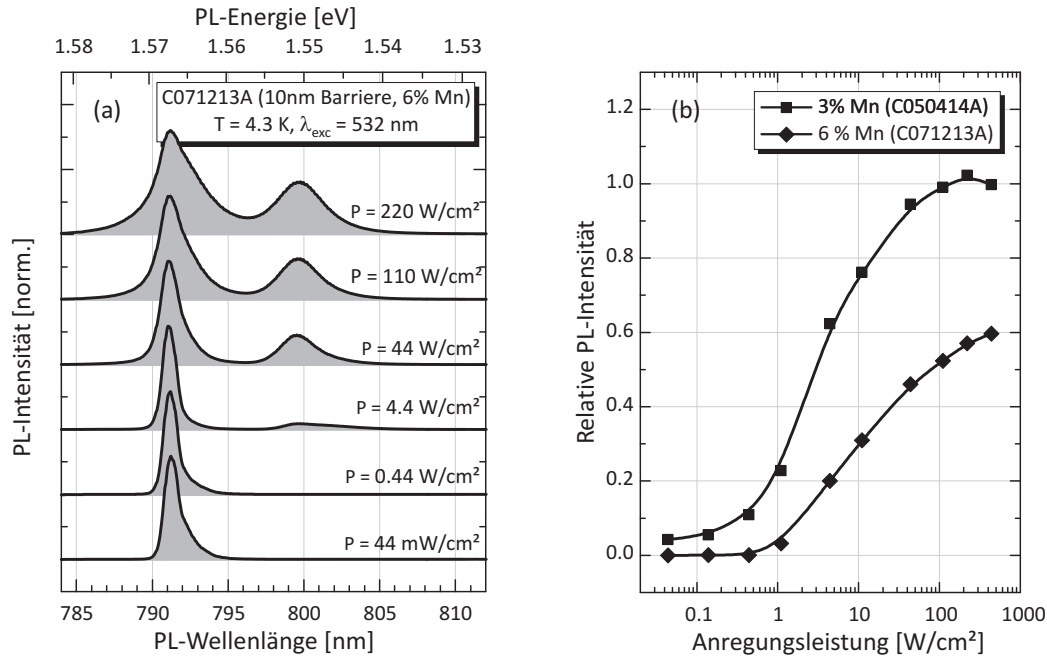 PL-Energie [eV]
1.58 1.57 1.56 1.55 1.54 1.53
(a)
C071213A (10nm Barriere, 6% Mn)
T = 4.3 K, λexc = 532 nm
P = 220 W/cm²
P = 110 W/cm²
P = 44 W/cm²
P = 4.4 W/cm²
P = 0.44 W/cm²
P = 44 mW/cm²
PL-Intensität [norm.]
785 790 795 800 805 810
PL-Wellenlänge [nm]
(b)
3% Mn (C050414A)
6 % Mn (C071213A)
1.2
1.0
0.8
0.6
0.4
0.2
0.0
Relative PL-Intensität
0.1 1 10 100 1000
Anregungsleistung [W/cm²]